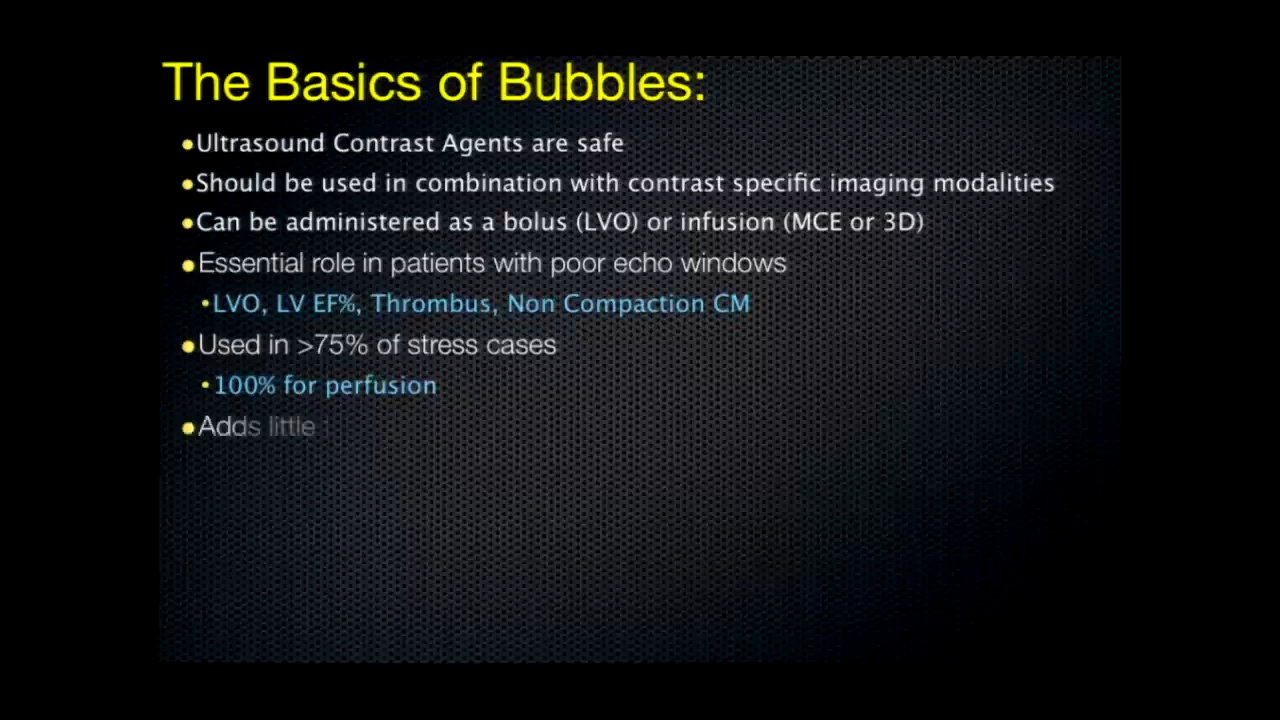 The Basics of Bubbles:
•Ultrasound Contrast Agents are safe
•Should be used in combination with contrast specific imaging modalities
•Can be administered as a bolus (LVO) or infusion (MCE or 3D)
•Essential role in patients with poor echo windows
•LVO, LV EF%, Thrombus, Non Compaction CM
•Used in >75% of stress cases
•100% for perfusion
•Adds little